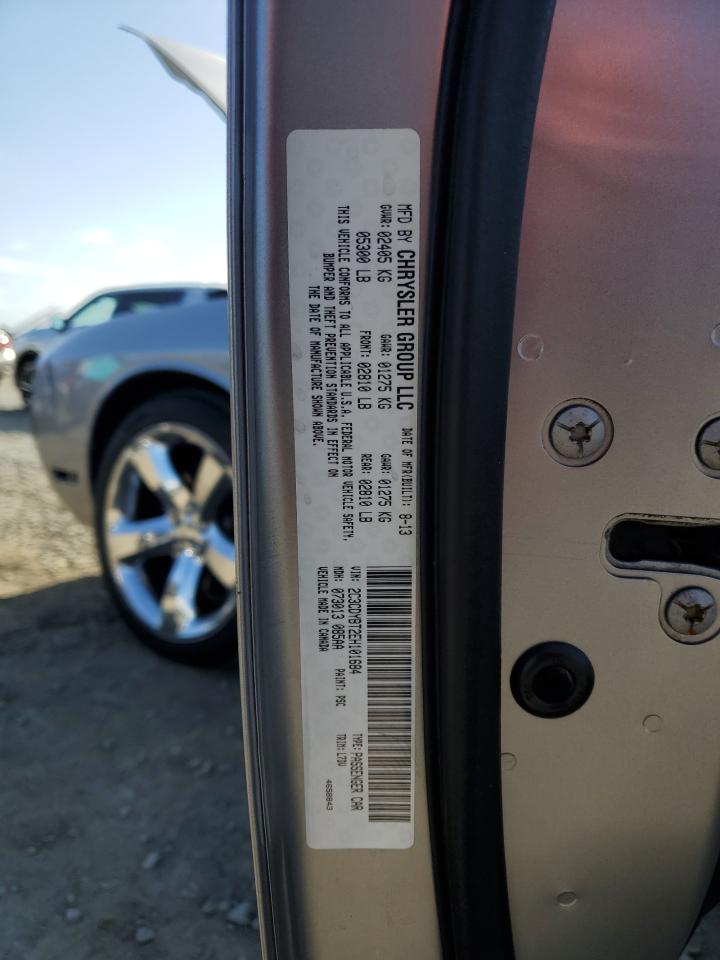 MFD BY CHRYSLER GROUP LLC DATE OF MFR(BUILT): 8-13
GVWR: 02405 KG GAWR: 01275 KG GAWR: 01275 KG
05300 LB FRONT: 02810 LB REAR: 02810 LB
THIS VEHICLE CONFORMS TO ALL APPLICABLE U.S.A. FEDERAL MOTOR VEHICLE SAFETY,
BUMPER AND THEFT PREVENTION STANDARDS IN EFFECT ON
THE DATE OF MANUFACTURE SHOWN ABOVE.
VIN: 2C3CDYBT2EH101684 TYPE: PASSENGER CAR
MDH: 073013 085AA PAINT: PSC TRIM: L7DV
VEHICLE MADE IN CANADA 4658843